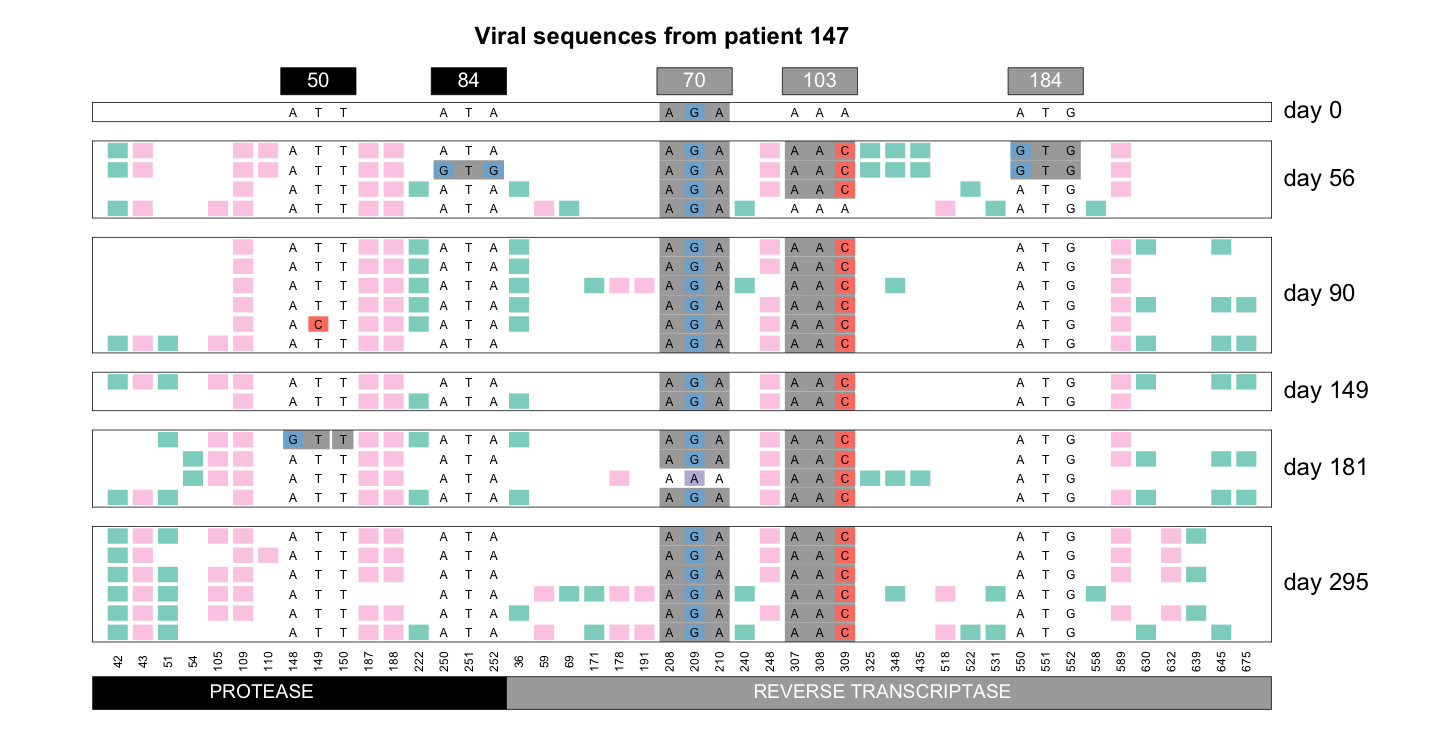 Viral sequences from patient 147
50 84 70 103 184
A T T A T A A G A A A A A T G day 0
A T T A T A A G A A A C G T G
A T T G T G A G A A A C G T G
A T T A T A A G A A A C A T G
A T T A T A A G A A A A A T G
day 56
A T T A T A A G A A A C A T G
A T T A T A A G A A A C A T G
A T T A T A A G A A A C A T G
A T T A T A A G A A A C A T G
A C T A T A A G A A A C A T G
A T T A T A A G A A A C A T G
day 90
A T T A T A A G A A A C A T G
A T T A T A A G A A A C A T G
day 149
G T T A T A A G A A A C A T G
A T T A T A A G A A A C A T G
A T T A T A A A A A A C A T G
A T T A T A A G A A A C A T G
day 181
A T T A T A A G A A A C A T G
A T T A T A A G A A A C A T G
A T T A T A A G A A A C A T G
A T T A T A A G A A A C A T G
A T T A T A A G A A A C A T G
A T T A T A A G A A A C A T G
day 295
42 43 51 54 105 109 110 148 149 150 187 188 222 250 251 252 36 59 69 171 178 191 208 209 210 240 248 307 308 309 325 348 435 518 522 531 550 551 552 558 589 630 632 639 645 675
PROTEASE REVERSE TRANSCRIPTASE